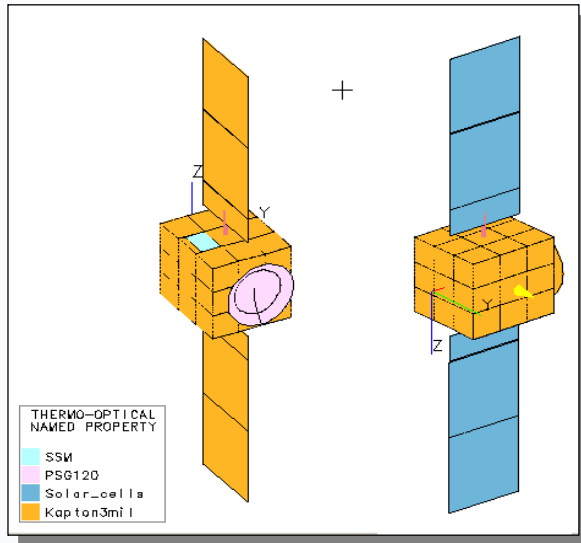 Z
Y
Y
Z
THERMO-OPTICAL
NAMED PROPERTY
SSM
PSG120
Solar_cells
Kapton3mil